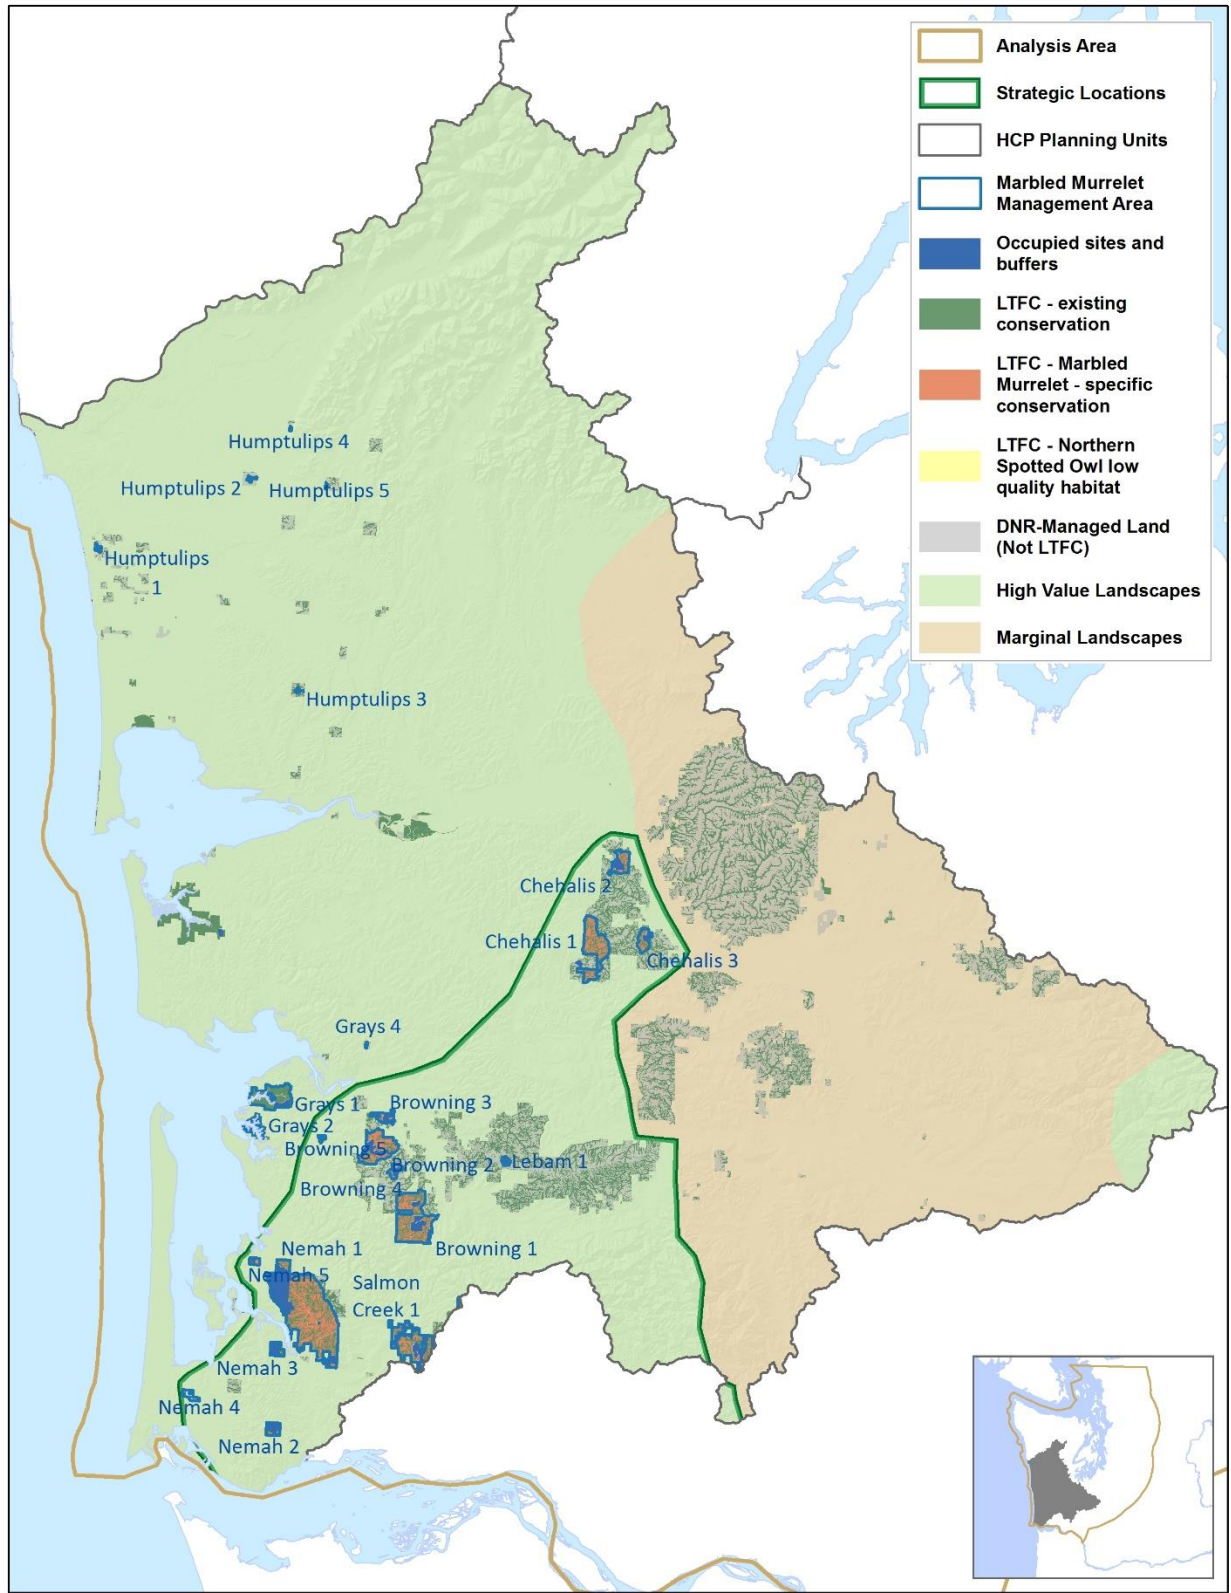 Analysis Area
Strategic Locations
HCP Planning Units
Marbled Murrelet
Management Area
Occupied sites and
buffers
LTFC - existing
conservation
LTFC - Marbled
Murrelet - specific
conservation
LTFC - Northern
Spotted Owl low
quality habitat
DNR-Managed Land
(Not LTFC)
High Value Landscapes
Marginal Landscapes
Humptulips 4
Humptulips 2
Humptulips 5
Humptulips
1
Humptulips 3
Chehalis 2
Chehalis 1
Chehalis 3
Grays 4
Grays 1
Browning 3
Grays 2
Browning 5
Browning 2
Lebam 1
Browning 4
Browning 1
Nemah 1
Nemah 5
Salmon
Creek 1
Nemah 3
Nemah 4
Nemah 2